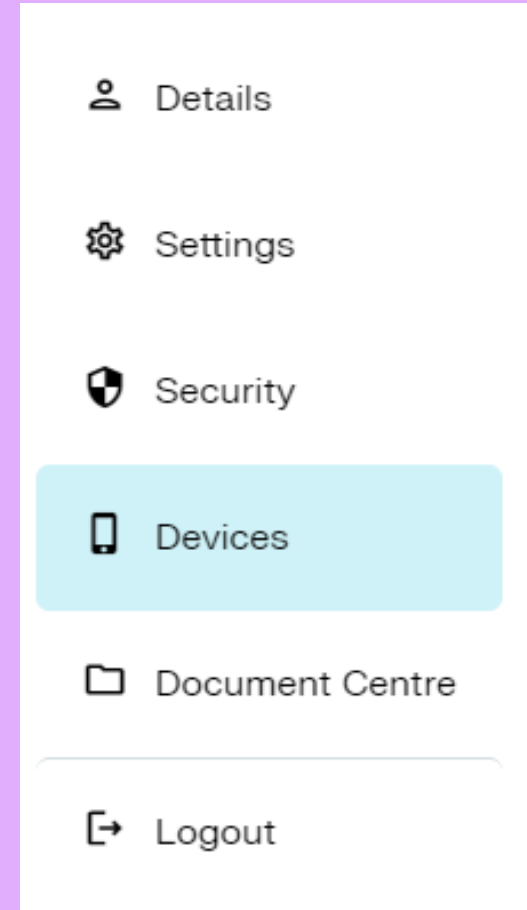 Details
Settings
Security
Devices
Document Centre
Logout